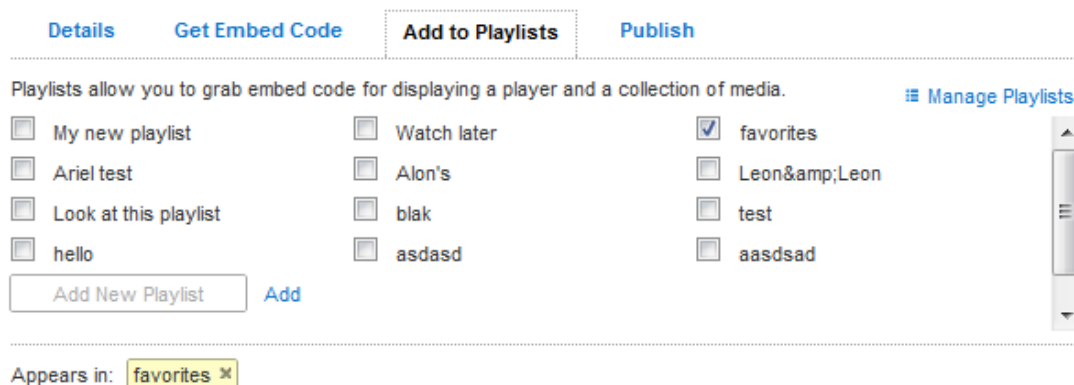 Details Get Embed Code Add to Playlists Publish
Playlists allow you to grab embed code for displaying a player and a collection of media. Manage Playlists
My new playlist Watch later favorites
Ariel test Alon's Leon&amp;Leon
Look at this playlist blak test
hello asdasd aasdsad
Add New Playlist Add
Appears in: favorites ×